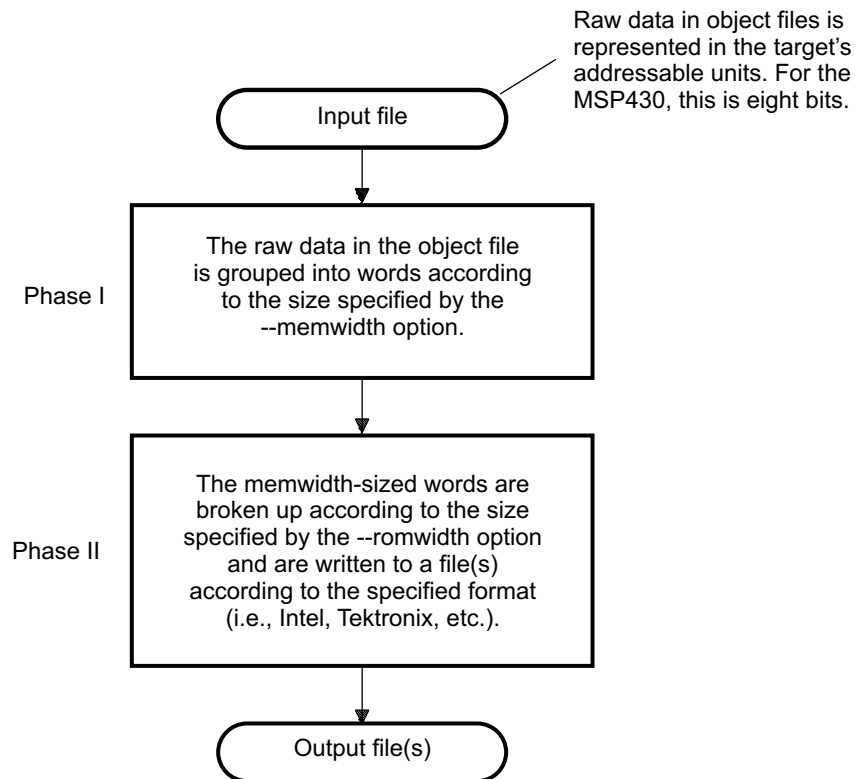 Raw data in object files is
represented in the target's
addressable units. For the
MSP430, this is eight bits.
Input file
Phase I
The raw data in the object file
is grouped into words according
to the size specified by the
--memwidth option.
Phase II
The memwidth-sized words are
broken up according to the size
specified by the --romwidth option
and are written to a file(s)
according to the specified format
(i.e., Intel, Tektronix, etc.).
Output file(s)